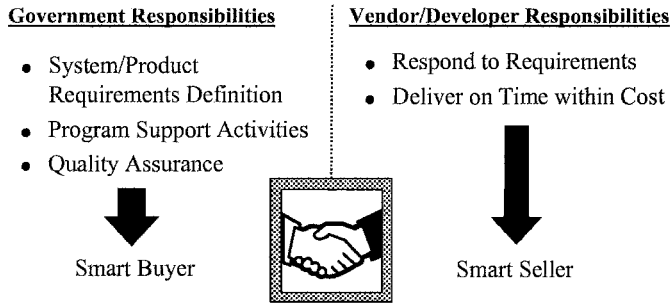 Government Responsibilities
• System/Product
Requirements Definition
• Program Support Activities
• Quality Assurance
Smart Buyer
Vendor/Developer Responsibilities
• Respond to Requirements
• Deliver on Time within Cost
Smart Seller